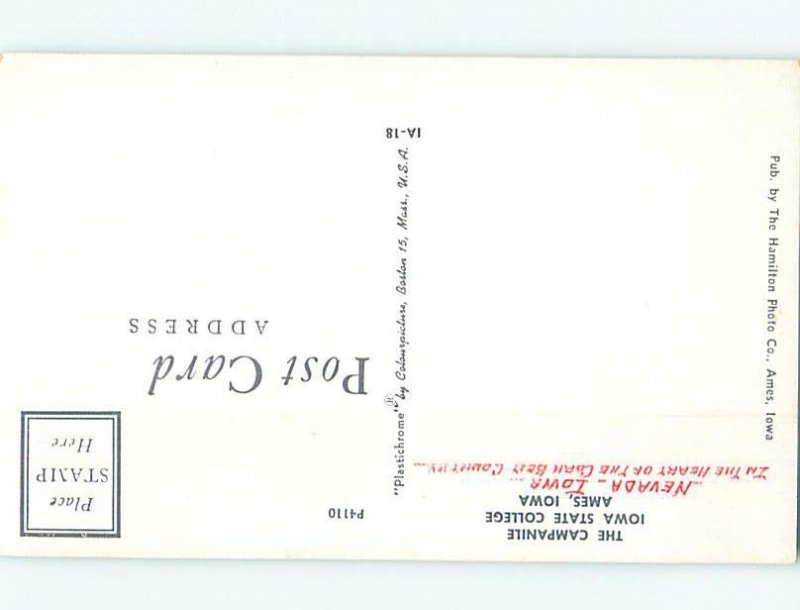 THE CAMPANILE
IOWA STATE COLLEGE
AMES, IOWA
...NEVADA - IOWA...
IN THE HEART OF THE CORN BELT COUNTRY...
P4110
Place
STAMP
Here
Post Card
ADDRESS
"Plastichrome"® by Colourpicture, Boston 15, Mass., U.S.A.
IA-18
Pub. by The Hamilton Photo Co., Ames, Iowa